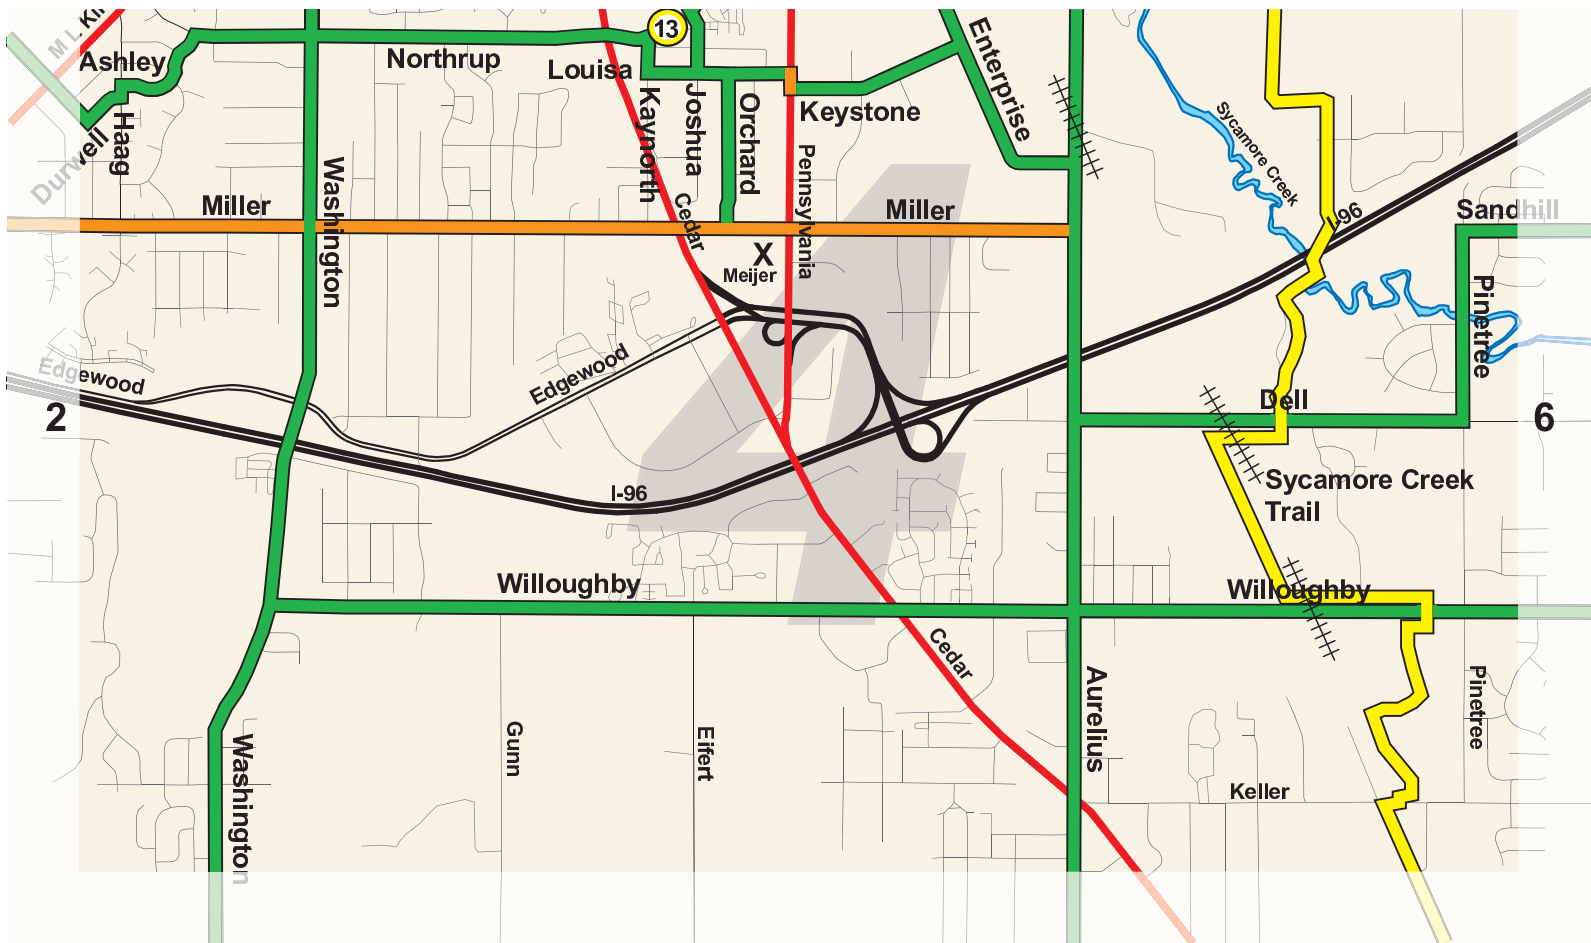 M L Kin
13
Ashley
Northrup
Louisa
Enterprise
Haag
Kaynorth
Joshua
Orchard
Keystone
Sycamore Creek
Durwell
Washington
Pennsylvania
Miller
Cedar
Miller
I-96
Sandhill
X
Meijer
Pinetree
Edgewood
Edgewood
Dell
2
4
6
I-96
Sycamore Creek
Trail
Willoughby
Willoughby
Cedar
Aurelius
Pinetree
Washington
Gunn
Eifert
Keller